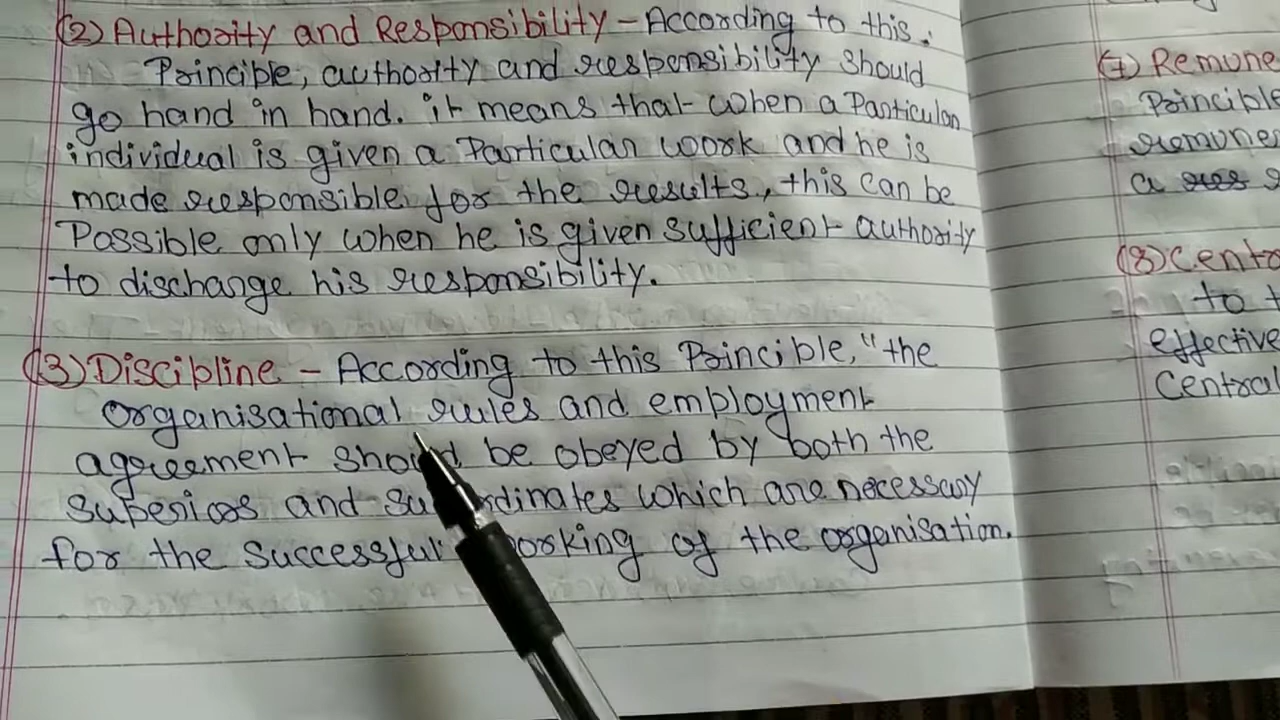 (2) Authority and Responsibility - According to this.
Principle, authority and responsibility should
go hand in hand. it means that when a Particular
individual is given a Particular work and he is
made responsible for the results, this can be
Possible only when he is given sufficient authority
to discharge his responsibility.
(3) Discipline - According to this Principle, "the
organisational rules and employment
agreement should be obeyed by both the
superiors and dinates which are necessary
for the successful orking of the organisation.
(7) Remune
Principle
remune
a
(8) Centra
to t
effective
Central